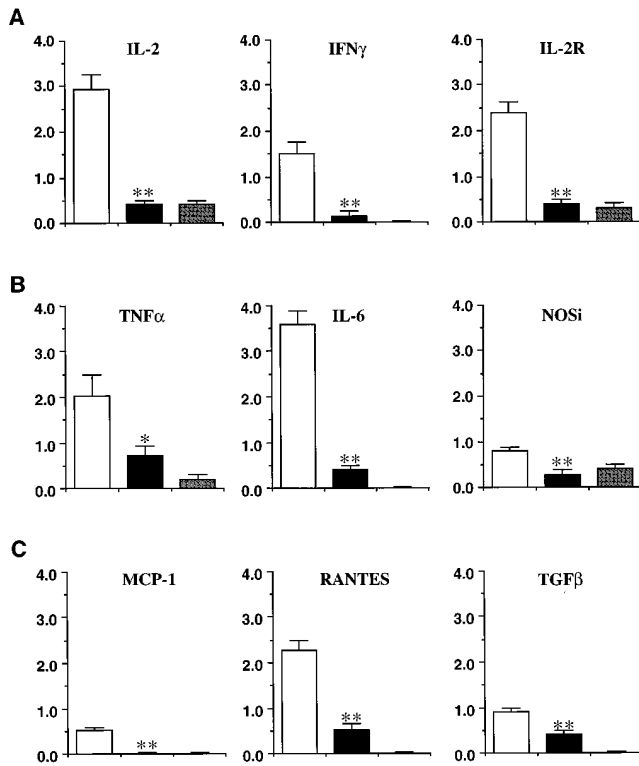 A
IL-2 IFNγ IL-2R
4.0 4.0 4.0
3.0 3.0 3.0
2.0 2.0 2.0
1.0 ** 1.0 ** 1.0 **
0.0 0.0 0.0
B
TNFα IL-6 NOSi
4.0 4.0 4.0
3.0 3.0 3.0
2.0 2.0 2.0
1.0 * 1.0 ** 1.0 **
0.0 0.0 0.0
C
MCP-1 RANTES TGFβ
4.0 4.0 4.0
3.0 3.0 3.0
2.0 2.0 2.0
1.0 ** 1.0 ** 1.0 **
0.0 0.0 0.0